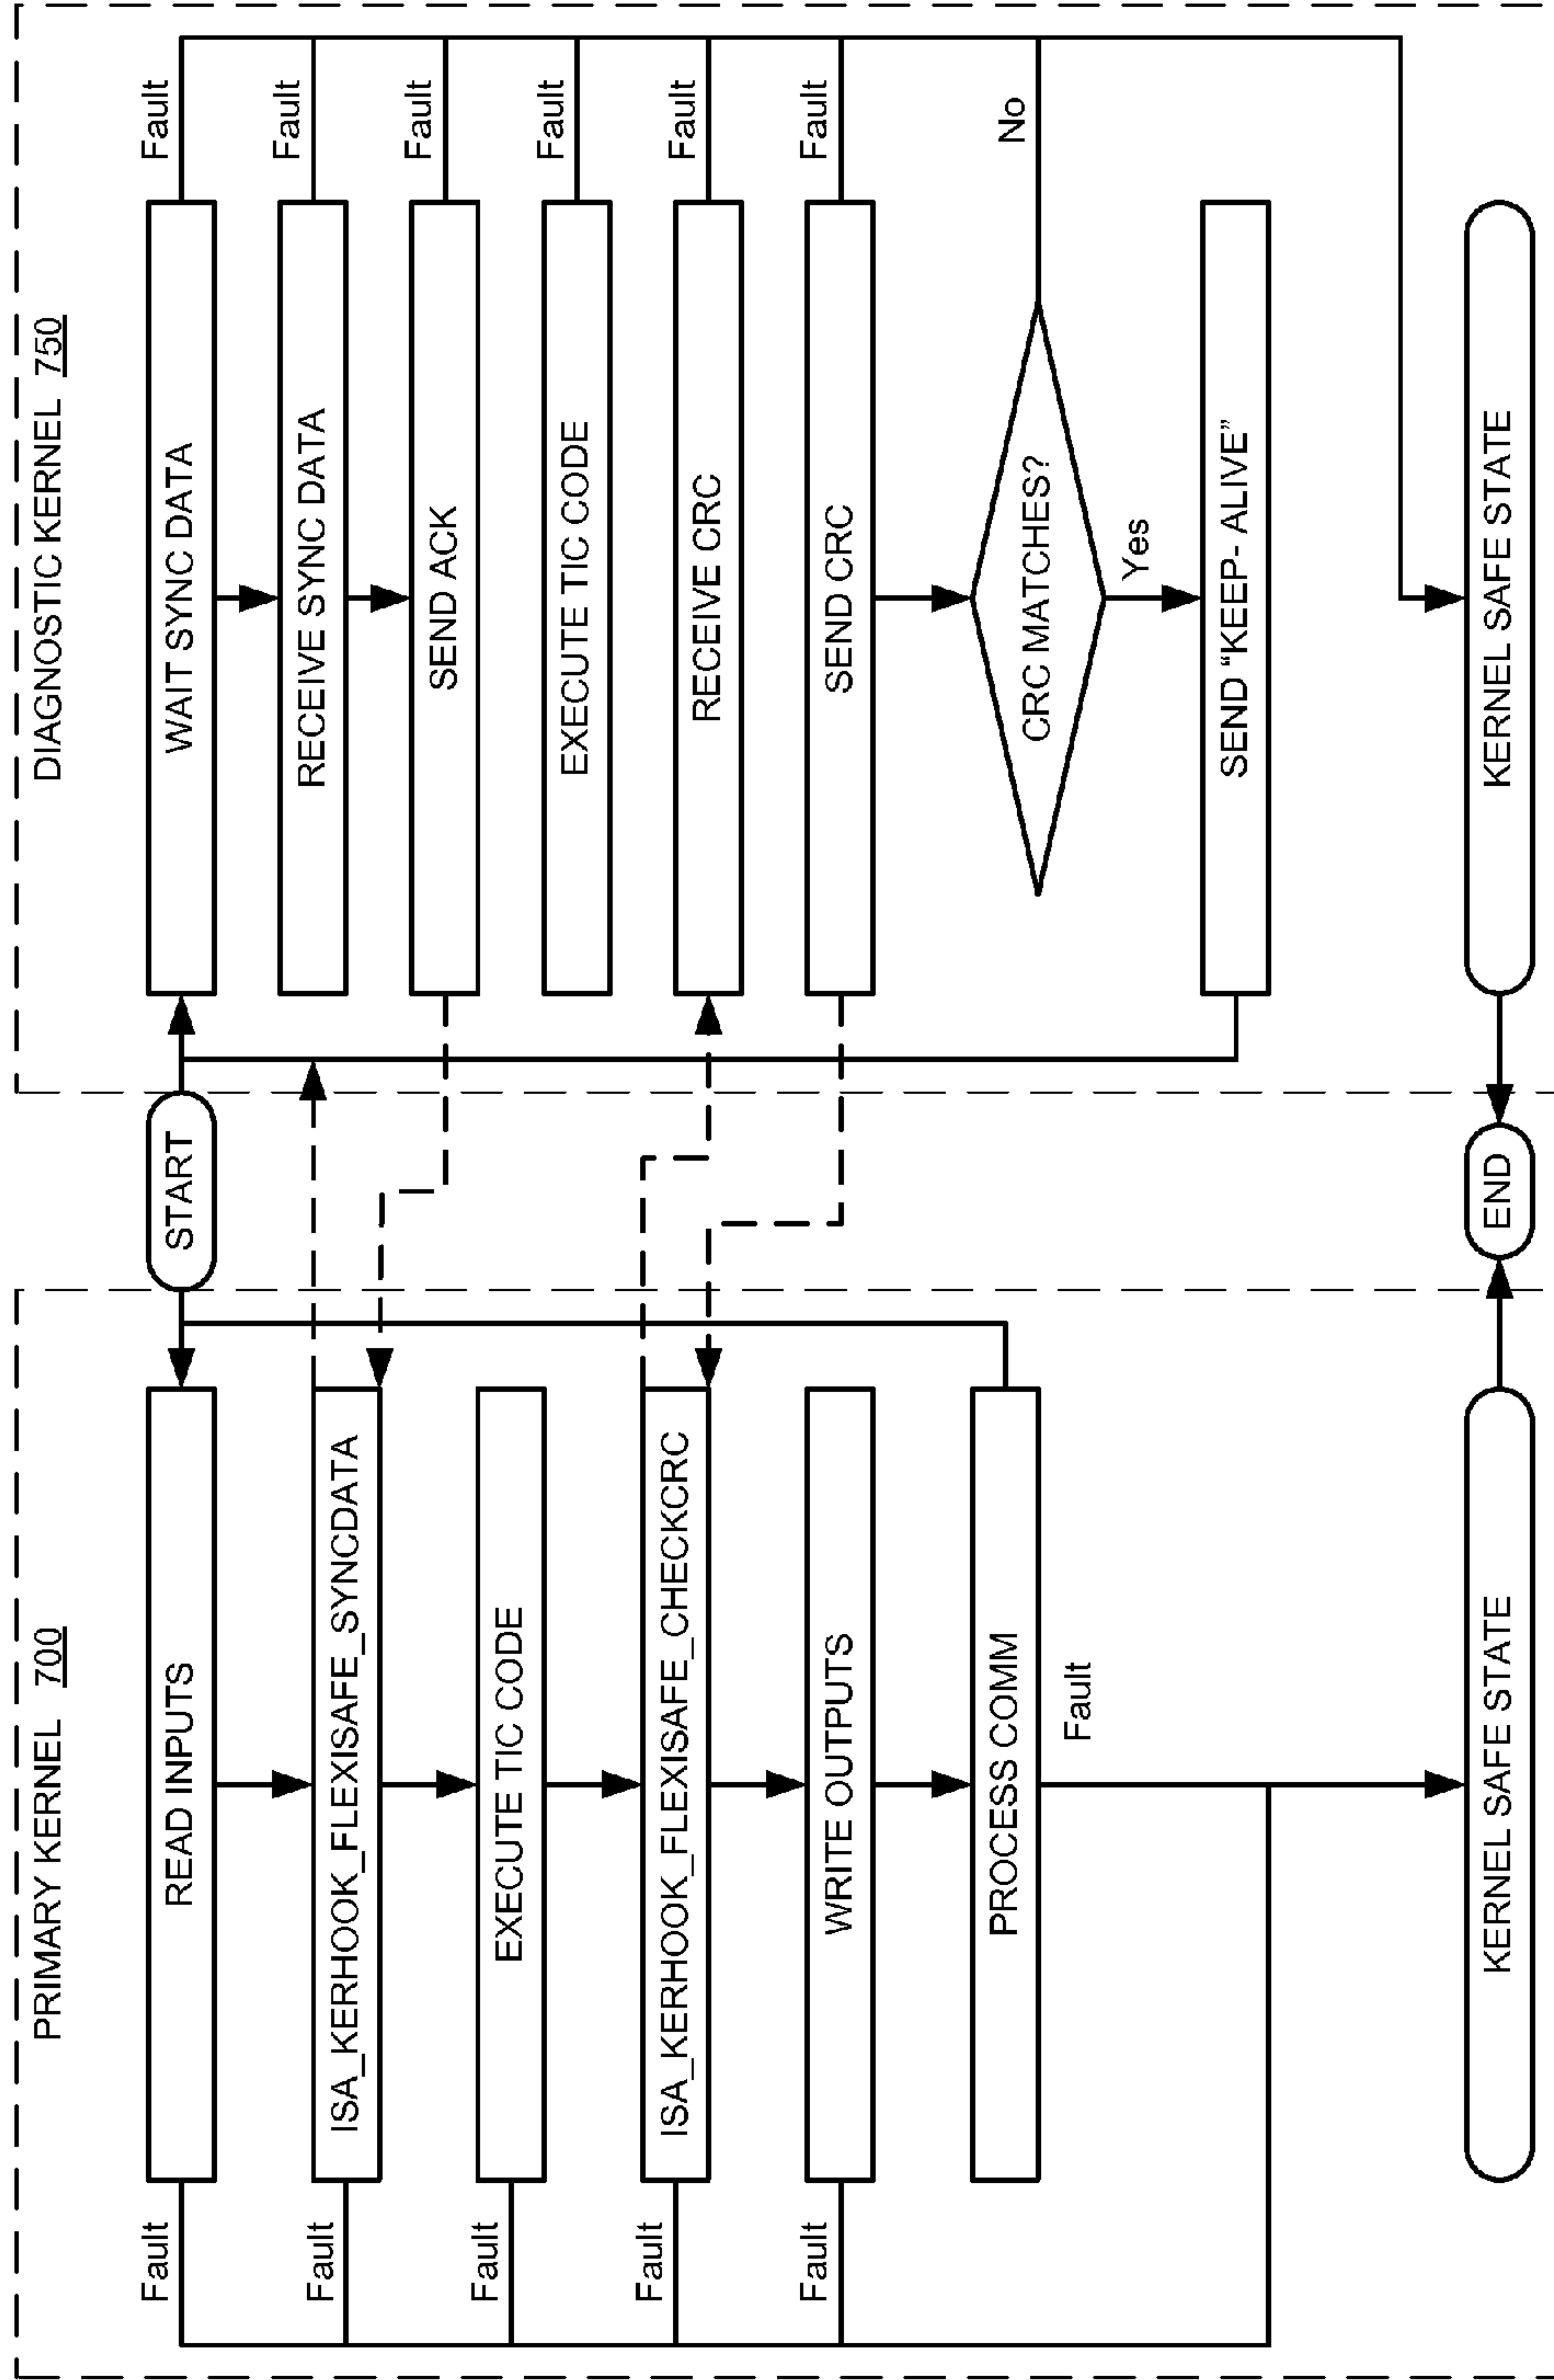 PRIMARY KERNEL 700
READ INPUTS
Fault
ISA_KERHOOK_FLEXISAFE_SYNCDATA
Fault
EXECUTE TIC CODE
Fault
ISA_KERHOOK_FLEXISAFE_CHECKCRC
Fault
WRITE OUTPUTS
Fault
PROCESS COMM
Fault
KERNEL SAFE STATE
START
END
DIAGNOSTIC KERNEL 750
WAIT SYNC DATA
Fault
RECEIVE SYNC DATA
Fault
SEND ACK
Fault
EXECUTE TIC CODE
Fault
RECEIVE CRC
Fault
SEND CRC
Fault
CRC MATCHES?
No
Yes
SEND “KEEP- ALIVE”
KERNEL SAFE STATE